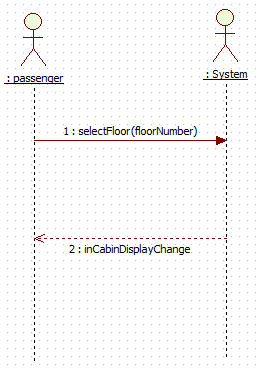 : passenger
: System
1 : selectFloor(floorNumber)
2 : inCabinDisplayChange